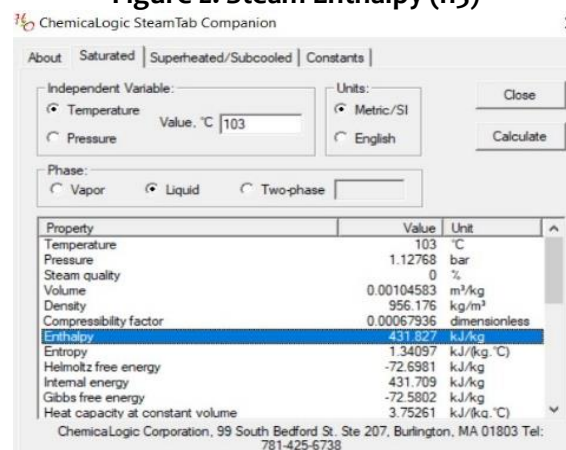 ChemicaLogic SteamTab Companion
About Saturated Superheated/Subcooled Constants
Independent Variable:
Temperature
Pressure
Value, °C 103
Units:
Metric/SI
English
Close
Calculate
Phase:
Vapor Liquid Two-phase
Property Value Unit
Temperature 103 °C
Pressure 1.12768 bar
Steam quality 0 %
Volume 0.00104583 m³/kg
Density 956.176 kg/m³
Compressibility factor 0.00067936 dimensionless
Enthalpy 431.827 kJ/kg
Entropy 1.34097 kJ/(kg.°C)
Helmoltz free energy -72.6981 kJ/kg
Internal energy 431.709 kJ/kg
Gibbs free energy -72.5802 kJ/kg
Heat capacity at constant volume 3.75261 kJ/(kg.°C)
ChemicaLogic Corporation, 99 South Bedford St. Ste 207, Burlington, MA 01803 Tel:
781-425-6738